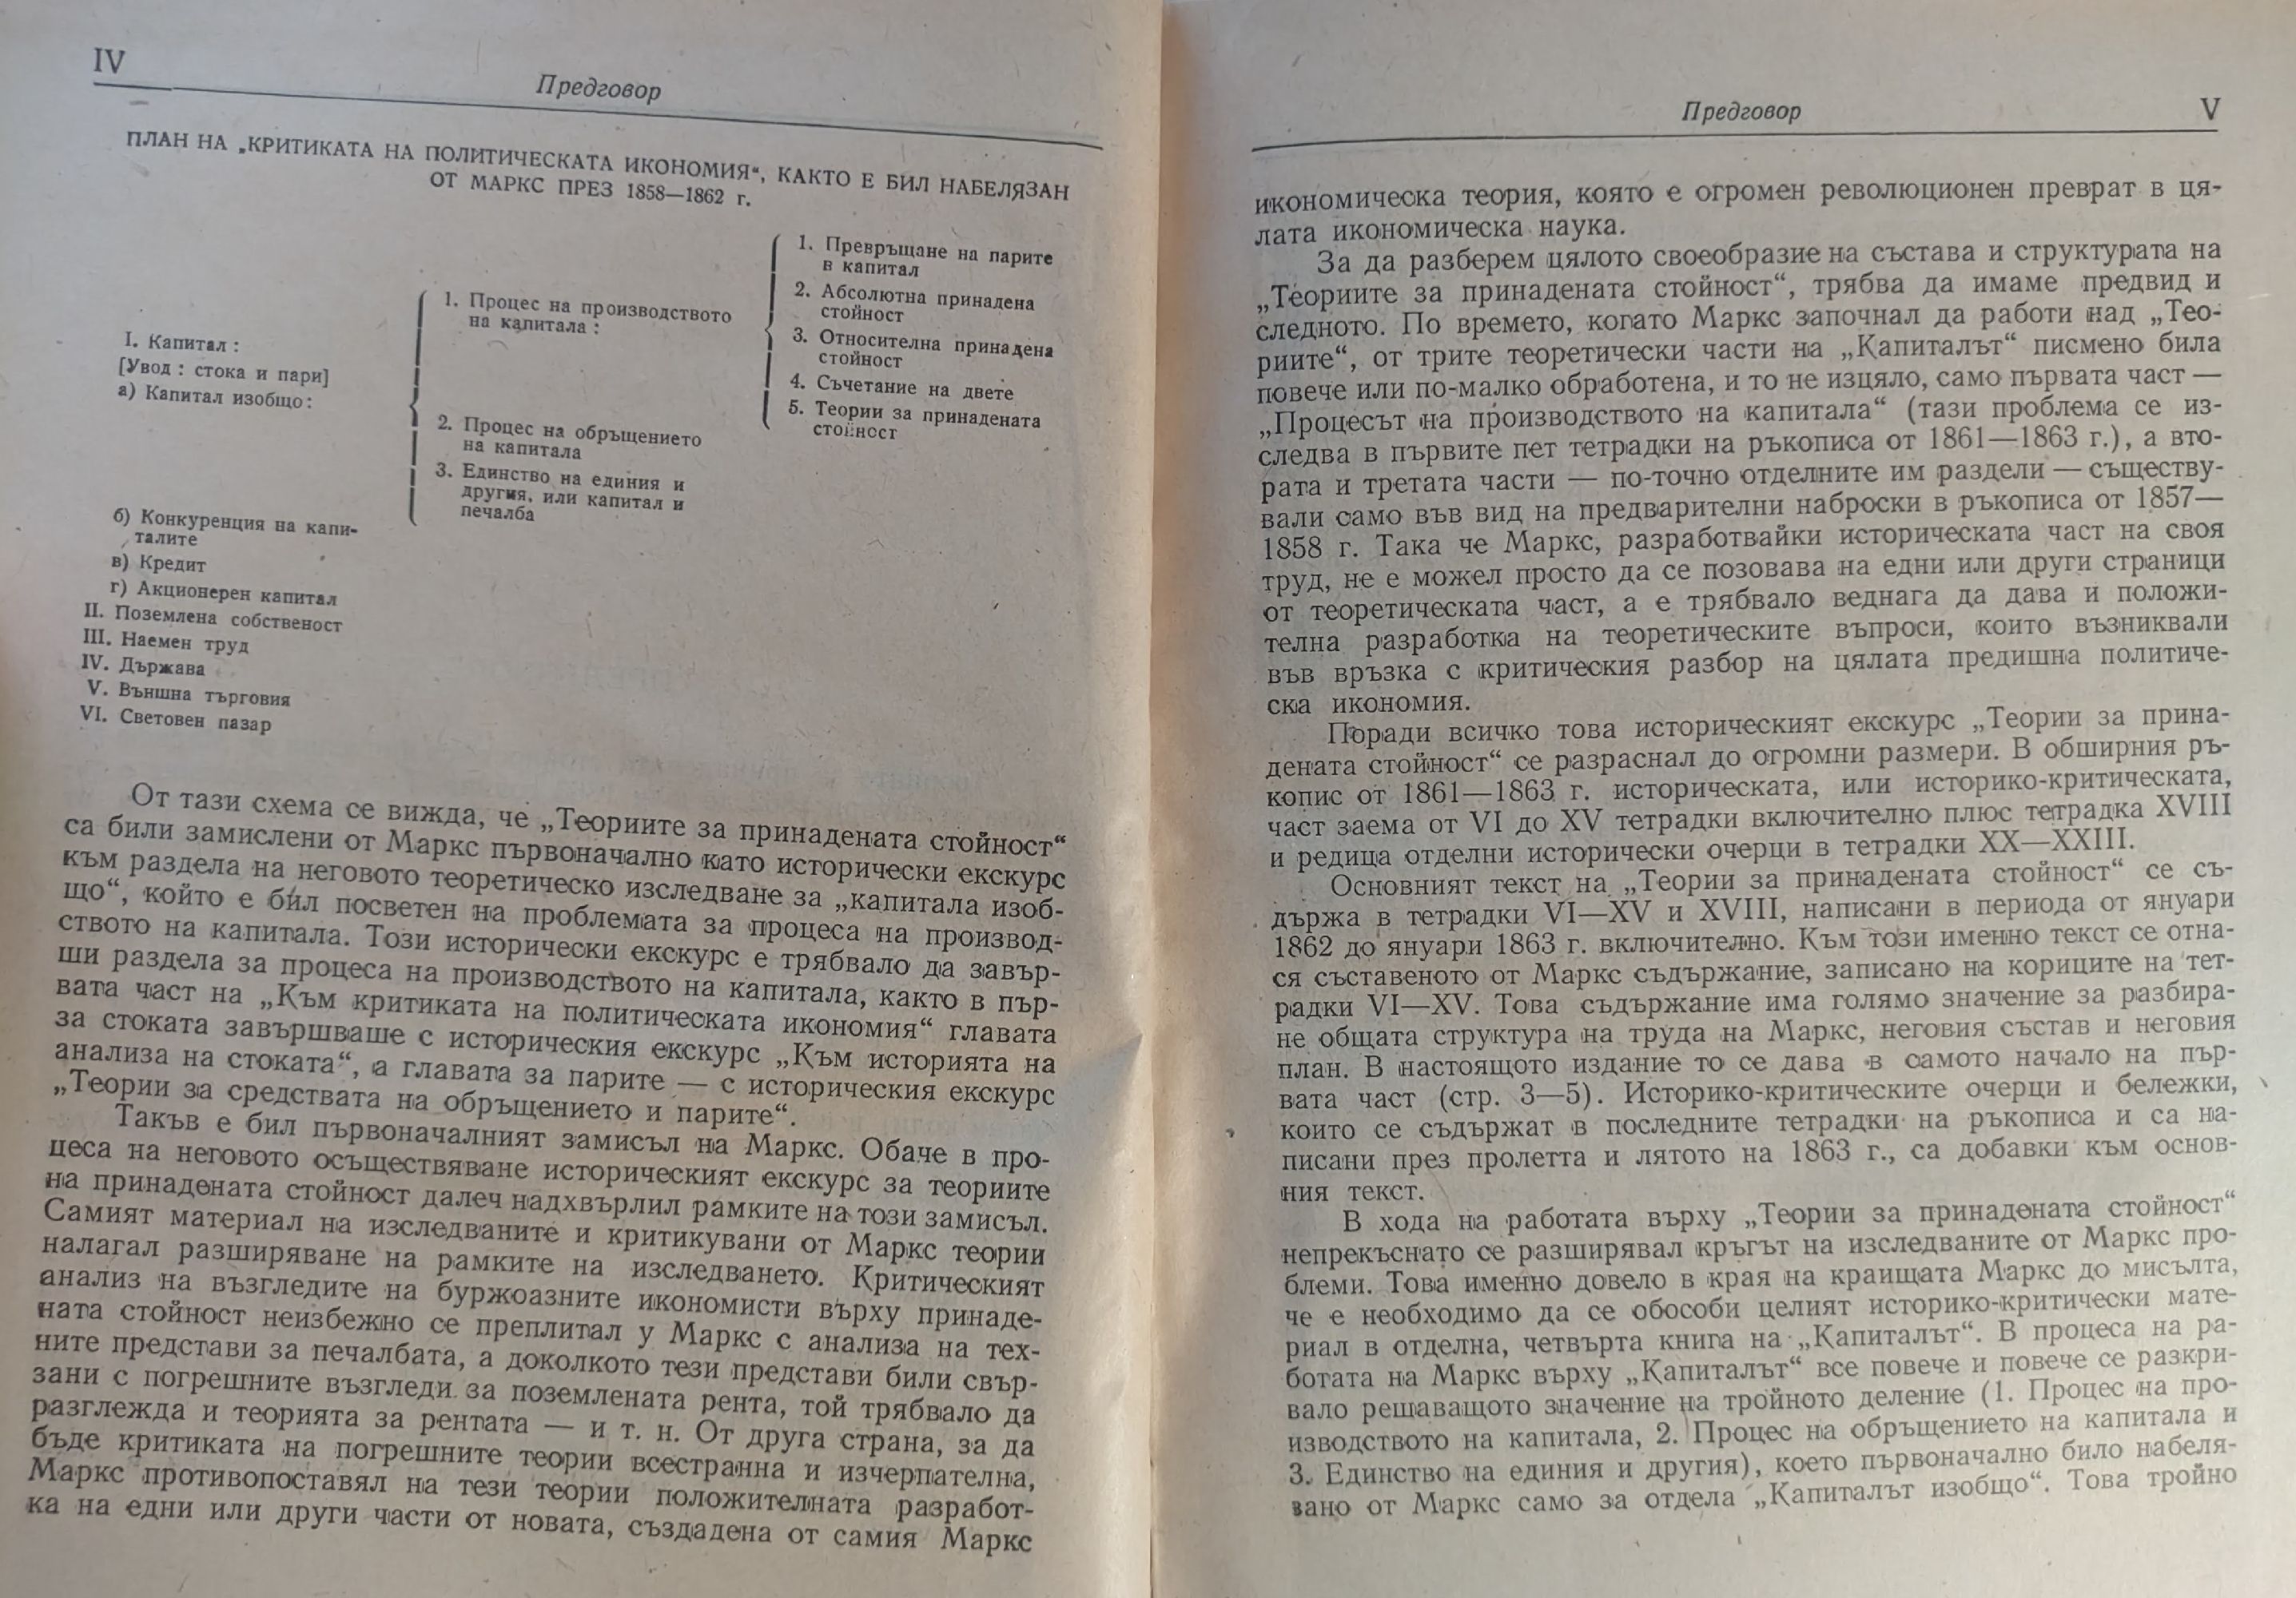 IV
Предговор
ПЛАН НА „КРИТИКАТА НА ПОЛИТИЧЕСКАТА ИКОНОМИЯ“, КАКТО Е БИЛ НАБЕЛЯЗАН
ОТ МАРКС ПРЕЗ 1858—1862 г.
I. Капитал :
[Увод : стока и пари]
а) Капитал изобщо :
1. Процес на производството
на капитала :
1. Превръщане на парите
в капитал
2. Абсолютна принадена
стойност
3. Относителна принадена
стойност
4. Съчетание на двете
5. Теории за принадената
стойност
2. Процес на обръщението
на капитала
3. Единство на единия и
другия, или капитал и
печалба
б) Конкуренция на капи-
талите
в) Кредит
г) Акционерен капитал
II. Поземлена собственост
III. Наемен труд
IV. Държава
V. Външна търговия
VI. Световен пазар
От тази схема се вижда, че „Теориите за принадената стойност“
са били замислени от Маркс първоначално като исторически екскурс
към раздела на неговото теоретическо изследване за „капитала изоб-
що“, който е бил посветен на проблемата за процеса на производ-
ството на капитала. Този исторически екскурс е трябвало да завър-
ши раздела за процеса на производството на капитала, както в пър-
вата част на „Към критиката на политическата икономия“ главата
за стоката завършваше с историческия екскурс „Към историята на
анализа на стоката“, а главата за парите — с историческия екскурс
„Теории за средствата на обръщението и парите“.
Такъв е бил първоначалният замисъл на Маркс. Обаче в про-
цеса на неговото осъществяване историческият екскурс за теориите
на принадената стойност далеч надхвърлил рамките на този замисъл.
Самият материал на изследваните и критикувани от Маркс теории
налагал разширяване на рамките на изследването. Критическият
анализ на възгледите на буржоазните икономисти върху принаде-
ната стойност неизбежно се преплитал у Маркс с анализа на тех-
ните представи за печалбата, а доколкото тези представи били свър-
зани с погрешните възгледи за поземлената рента, той трябвало да
разглежда и теорията за рентата — и т. н. От друга страна, за да
бъде критиката на погрешните теории всестранна и изчерпателна,
Маркс противопоставял на тези теории положителната разработ-
ка на едни или други части от новата, създадена от самия Маркс
Предговор
V
икономическа теория, която е огромен революционен преврат в ця-
лата икономическа наука.
За да разберем цялото своеобразие на състава и структурата на
„Теориите за принадената стойност“, трябва да имаме предвид и
следното. По времето, когато Маркс започнал да работи над „Тео-
риите“, от трите теоретически части на „Капиталът“ писмено била
повече или по-малко обработена, и то не изцяло, само първата част —
„Процесът на производството на капитала“ (тази проблема се из-
следва в първите пет тетрадки на ръкописа от 1861—1863 г.), а вто-
рата и третата части — по-точно отделните им раздели — съществу-
вали само във вид на предварителни наброски в ръкописа от 1857—
1858 г. Така че Маркс, разработвайки историческата част на своя
труд, не е можел просто да се позовава на едни или други страници
от теоретическата част, а е трябвало веднага да дава и положи-
телна разработка на теоретическите въпроси, които възниквали
във връзка с критическия разбор на цялата предишна политиче-
ска икономия.
Поради всичко това историческият екскурс „Теории за прина-
дената стойност“ се разраснал до огромни размери. В обширния ръ-
копис от 1861—1863 г. историческата, или историко-критическата,
част заема от VI до XV тетрадки включително плюс тетрадка XVIII
и редица отделни исторически очерци в тетрадки XX—XXIII.
Основният текст на „Теории за принадената стойност“ се съ-
държа в тетрадки VI—XV и XVIII, написани в периода от януари
1862 до януари 1863 г. включително. Към този именно текст се отна-
ся съставеното от Маркс съдържание, записано на кориците на тет-
радки VI—XV. Това съдържание има голямо значение за разбира-
не общата структура на труда на Маркс, неговия състав и неговия
план. В настоящото издание то се дава в самото начало на пър-
вата част (стр. 3—5). Историко-критическите очерци и бележки,
които се съдържат в последните тетрадки на ръкописа и са на-
писани през пролетта и лятото на 1863 г., са добавки към основ-
ния текст.
В хода на работата върху „Теории за принадената стойност“
непрекъснато се разширявал кръгът на изследваните от Маркс про-
блеми. Това именно довело в края на краищата Маркс до мисълта,
че е необходимо да се обособи целият историко-критически мате-
риал в отделна, четвърта книга на „Капиталът“. В процеса на ра-
ботата на Маркс върху „Капиталът“ все повече и повече се разкри-
вало решаващото значение на тройното деление (1. Процес на про-
изводството на капитала, 2. Процес на обръщението на капитала и
3. Единство на единия и другия), което първоначално било набеля-
зано от Маркс само за отдела „Капиталът изобщо“. Това тройно